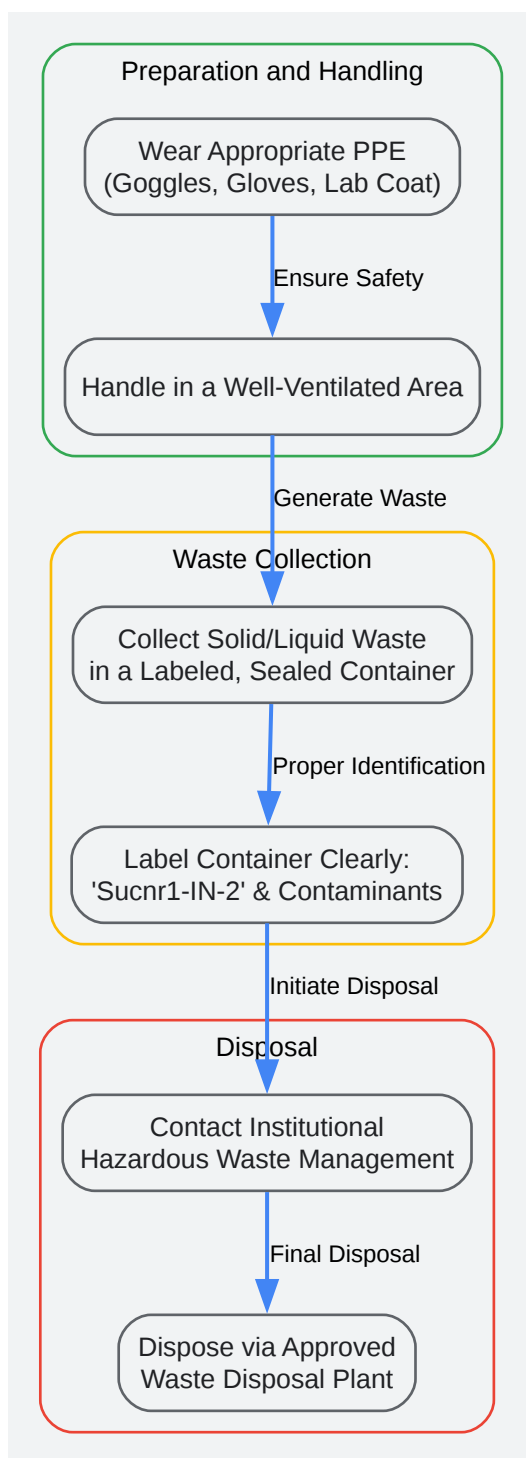 Preparation and Handling
Wear Appropriate PPE
(Goggles, Gloves, Lab Coat)
Ensure Safety
Handle in a Well-Ventilated Area
Generate Waste
Waste Collection
Collect Solid/Liquid Waste
in a Labeled, Sealed Container
Proper Identification
Label Container Clearly:
'Sucnr1-IN-2' & Contaminants
Initiate Disposal
Disposal
Contact Institutional
Hazardous Waste Management
Final Disposal
Dispose via Approved
Waste Disposal Plant